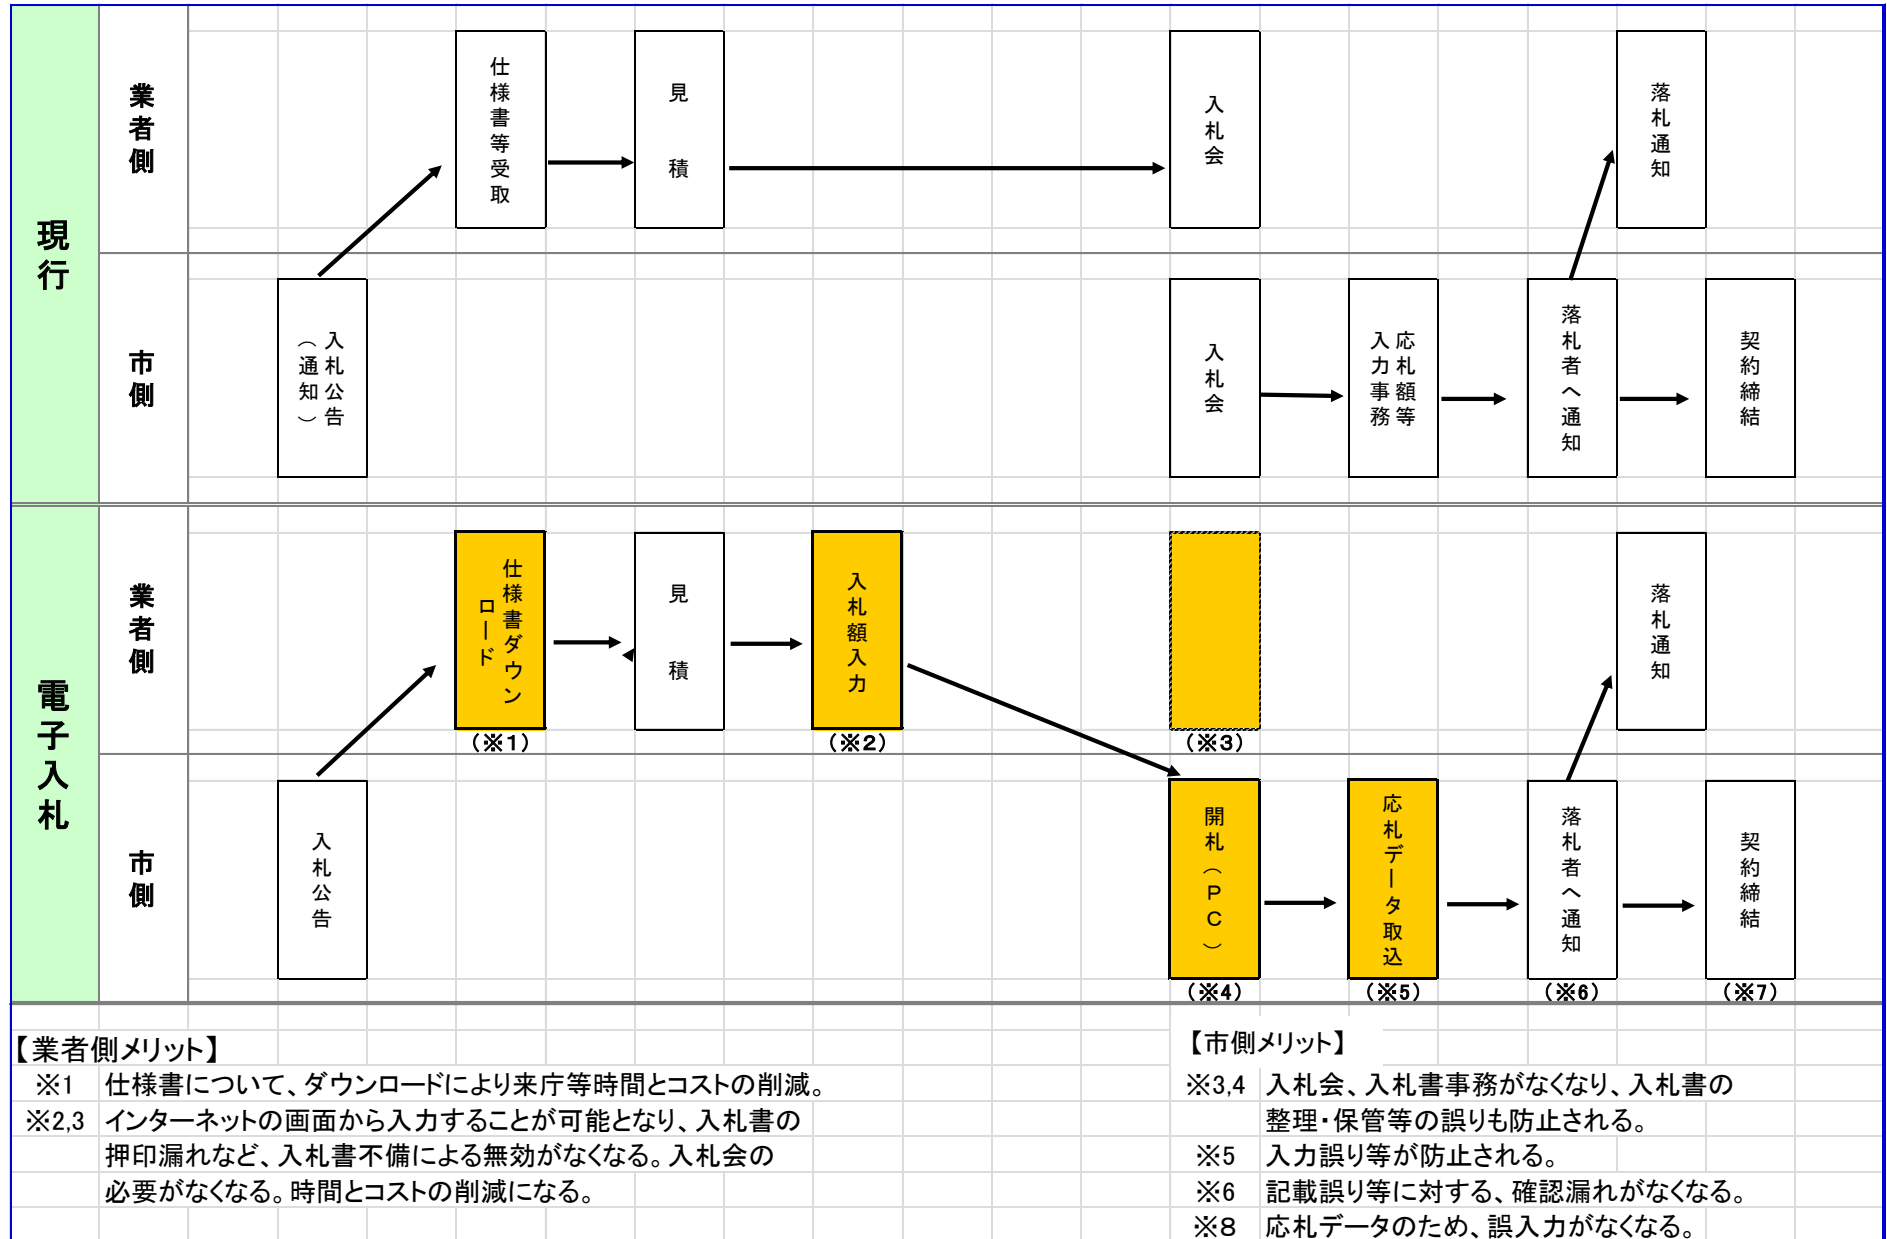 現行
業者側
仕様書等受取
見　積
入札会
落札通知
市側
入札公告
（通知）
入札会
応札額等
入力事務
落札者へ通知
契約締結
電子入札
業者側
仕様書ダウン
ロード
見　積
入札額入力
落札通知
（※1）
（※2）
（※3）
市側
入札公告
開札（ＰＣ）
応札データ取込
落札者へ通知
契約締結
（※4）
（※5）
（※6）
（※7）
【業者側メリット】
※1 仕様書について、ダウンロードにより来庁等時間とコストの削減。
※2,3 インターネットの画面から入力することが可能となり、入札書の
押印漏れなど、入札書不備による無効がなくなる。入札会の
必要がなくなる。時間とコストの削減になる。
【市側メリット】
※3,4 入札会、入札書事務がなくなり、入札書の
整理・保管等の誤りも防止される。
※5 入力誤り等が防止される。
※6 記載誤り等に対する、確認漏れがなくなる。
※8 応札データのため、誤入力がなくなる。